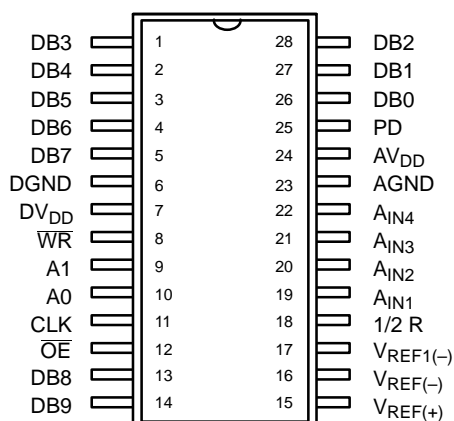 DB3 1 28 DB2
DB4 2 27 DB1
DB5 3 26 DB0
DB6 4 25 PD
DB7 5 24 AVDD
DGND 6 23 AGND
DVDD 7 22 AIN4
W̅R̅ 8 21 AIN3
A1 9 20 AIN2
A0 10 19 AIN1
CLK 11 18 1/2 R
O̅E̅ 12 17 VREF1(–)
DB8 13 16 VREF(–)
DB9 14 15 VREF(+)